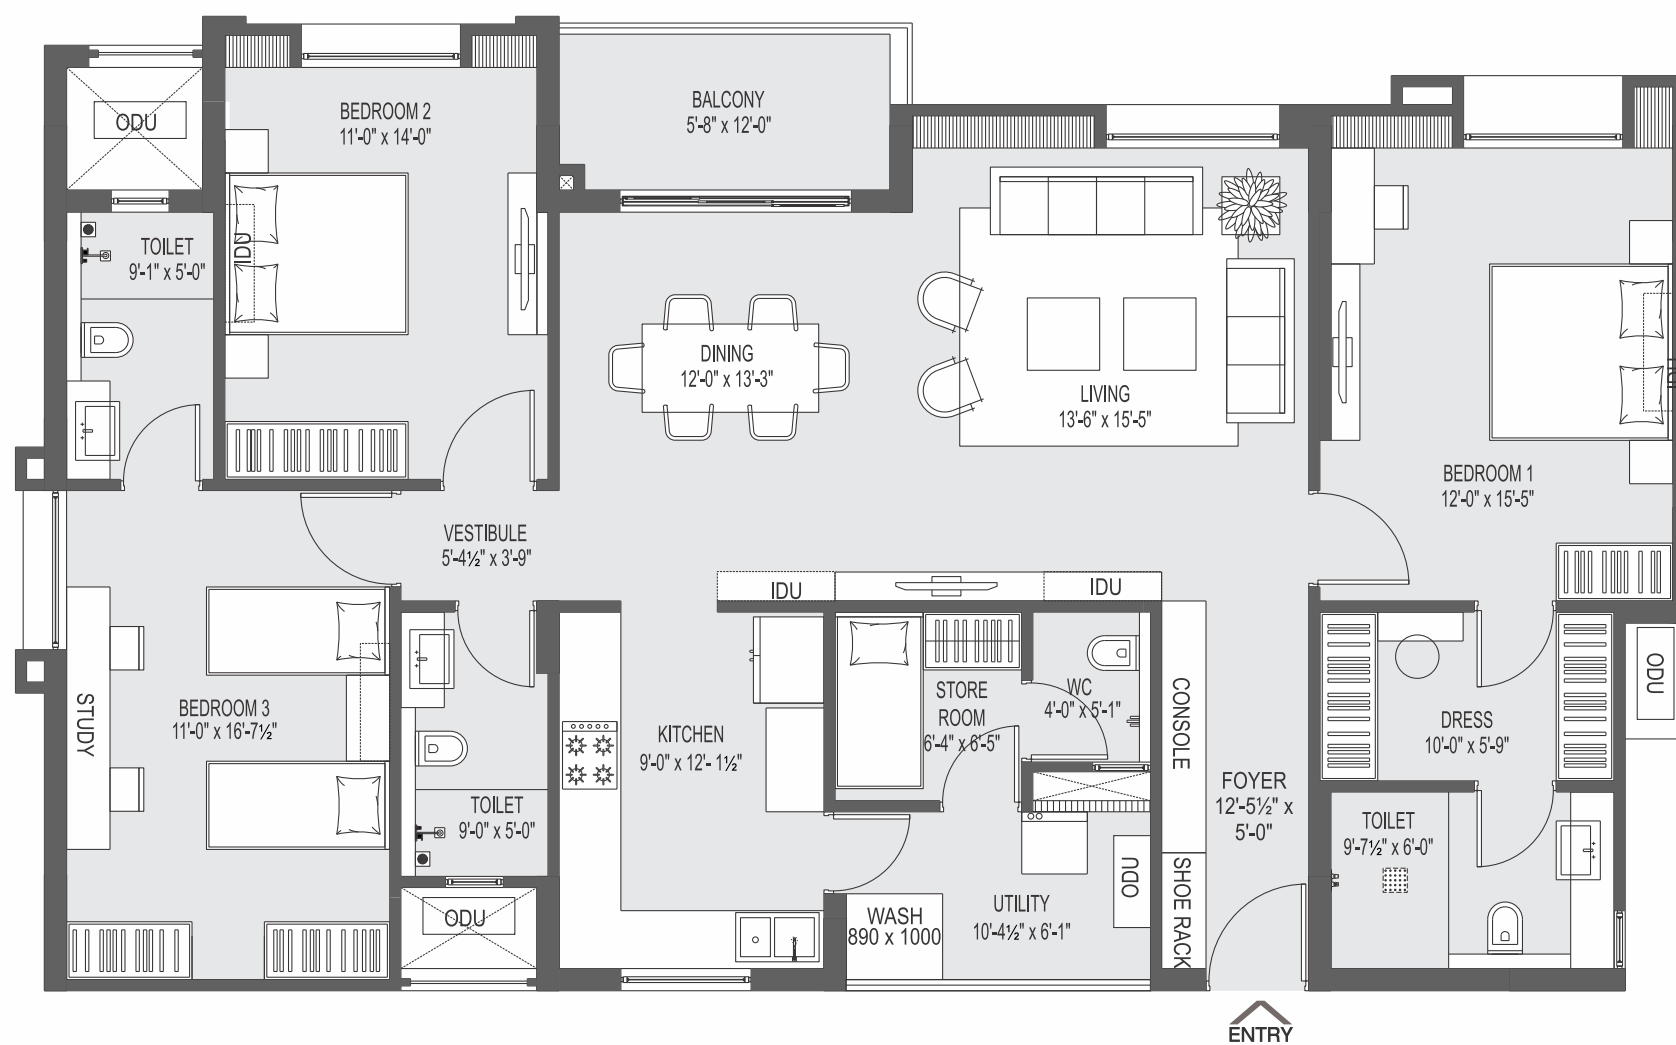 ODU
BEDROOM 2
11'-0" x 14'-0"
BALCONY
5'-8" x 12'-0"
IDU
TOILET
9'-1" x 5'-0"
DINING
12'-0" x 13'-3"
LIVING
13'-6" x 15'-5"
BEDROOM 1
12'-0" x 15'-5"
VESTIBULE
5'-4½" x 3'-9"
IDU
IDU
STUDY
BEDROOM 3
11'-0" x 16'-7½"
TOILET
9'-0" x 5'-0"
ODU
KITCHEN
9'-0" x 12'- 1½"
STORE
ROOM
6'-4" x 6'-5"
WC
4'-0" x 5'-1"
CONSOLE
SHOE RACK
FOYER
12'-5½" x
5'-0"
DRESS
10'-0" x 5'-9"
ODU
TOILET
9'-7½" x 6'-0"
WASH
890 x 1000
UTILITY
10'-4½" x 6'-1"
ODU
ENTRY